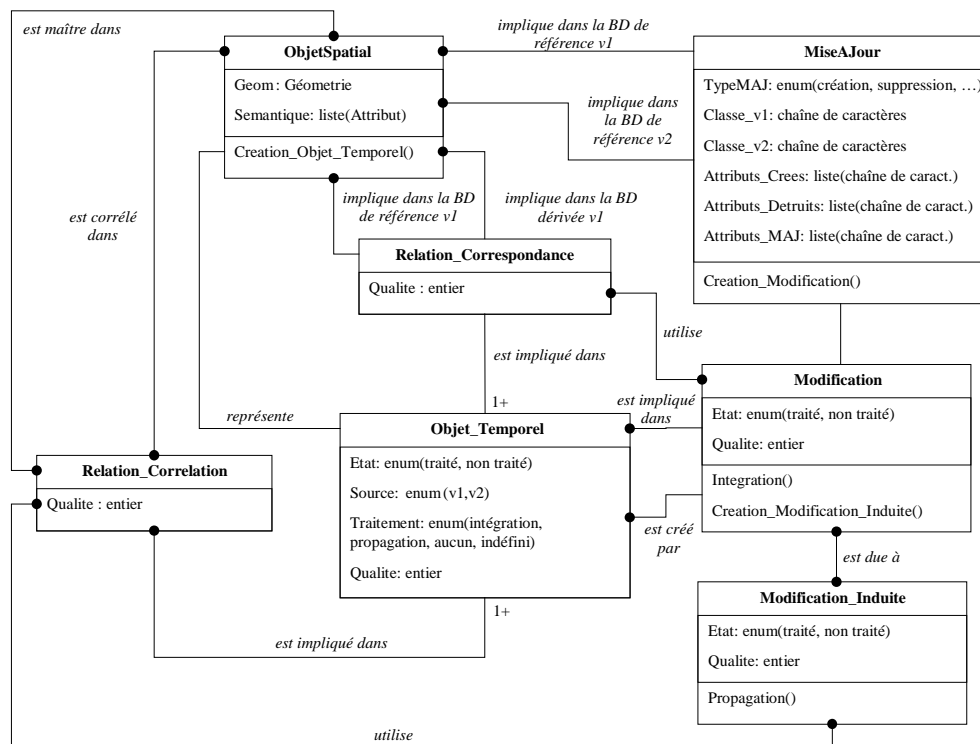 est maître dans
implique dans la BD de
référence v1
ObjetSpatial
Geom : Géometrie
Semantique: liste(Attribut)
Creation_Objet_Temporel()
MiseAJour
TypeMAJ: enum(création, suppression, …)
Classe_v1: chaîne de caractères
Classe_v2: chaîne de caractères
Attributs_Crees: liste(chaîne de caract.)
Attributs_Detruits: liste(chaîne de caract.)
Attributs_MAJ: liste(chaîne de caract.)
Creation_Modification()
implique dans
la BD de
référence v2
est corrélé
dans
implique dans la BD
de référence v1
implique dans la BD
dérivée v1
Relation_Correspondance
Qualite : entier
utilise
est impliqué dans
1+
représente
Modification
Etat: enum(traité, non traité)
Qualite: entier
Integration()
Creation_Modification_Induite()
est impliqué
dans
Objet_Temporel
Etat: enum(traité, non traité)
Source: enum (v1,v2)
Traitement: enum(intégration,
propagation, aucun, indéfini)
Qualite: entier
Relation_Correlation
Qualite : entier
est créé
par
est due à
Modification_Induite
Etat: enum(traité, non traité)
Qualite: entier
Propagation()
1+
est impliqué dans
utilise